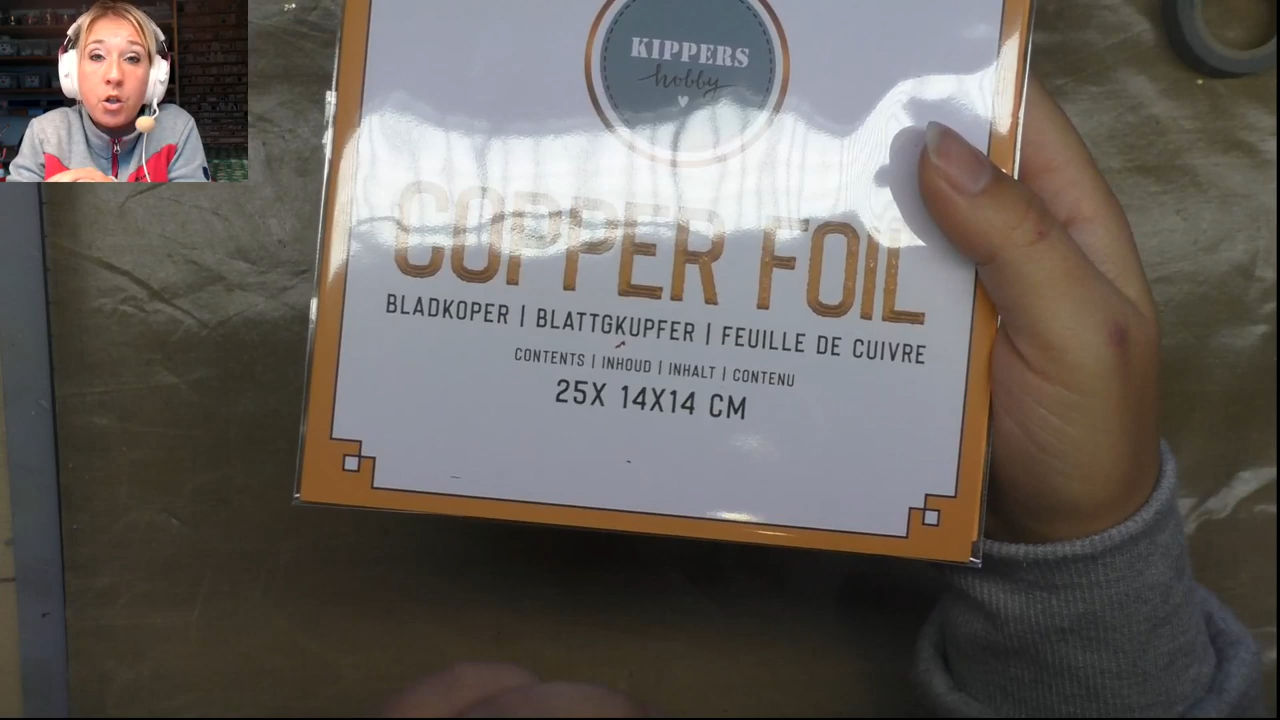 KIPPERS
hobby
COPPER FOIL
BLADKOPER | BLATTGKUPFER | FEUILLE DE CUIVRE
CONTENTS | INHOUD | INHALT | CONTENU
25X 14X14 CM